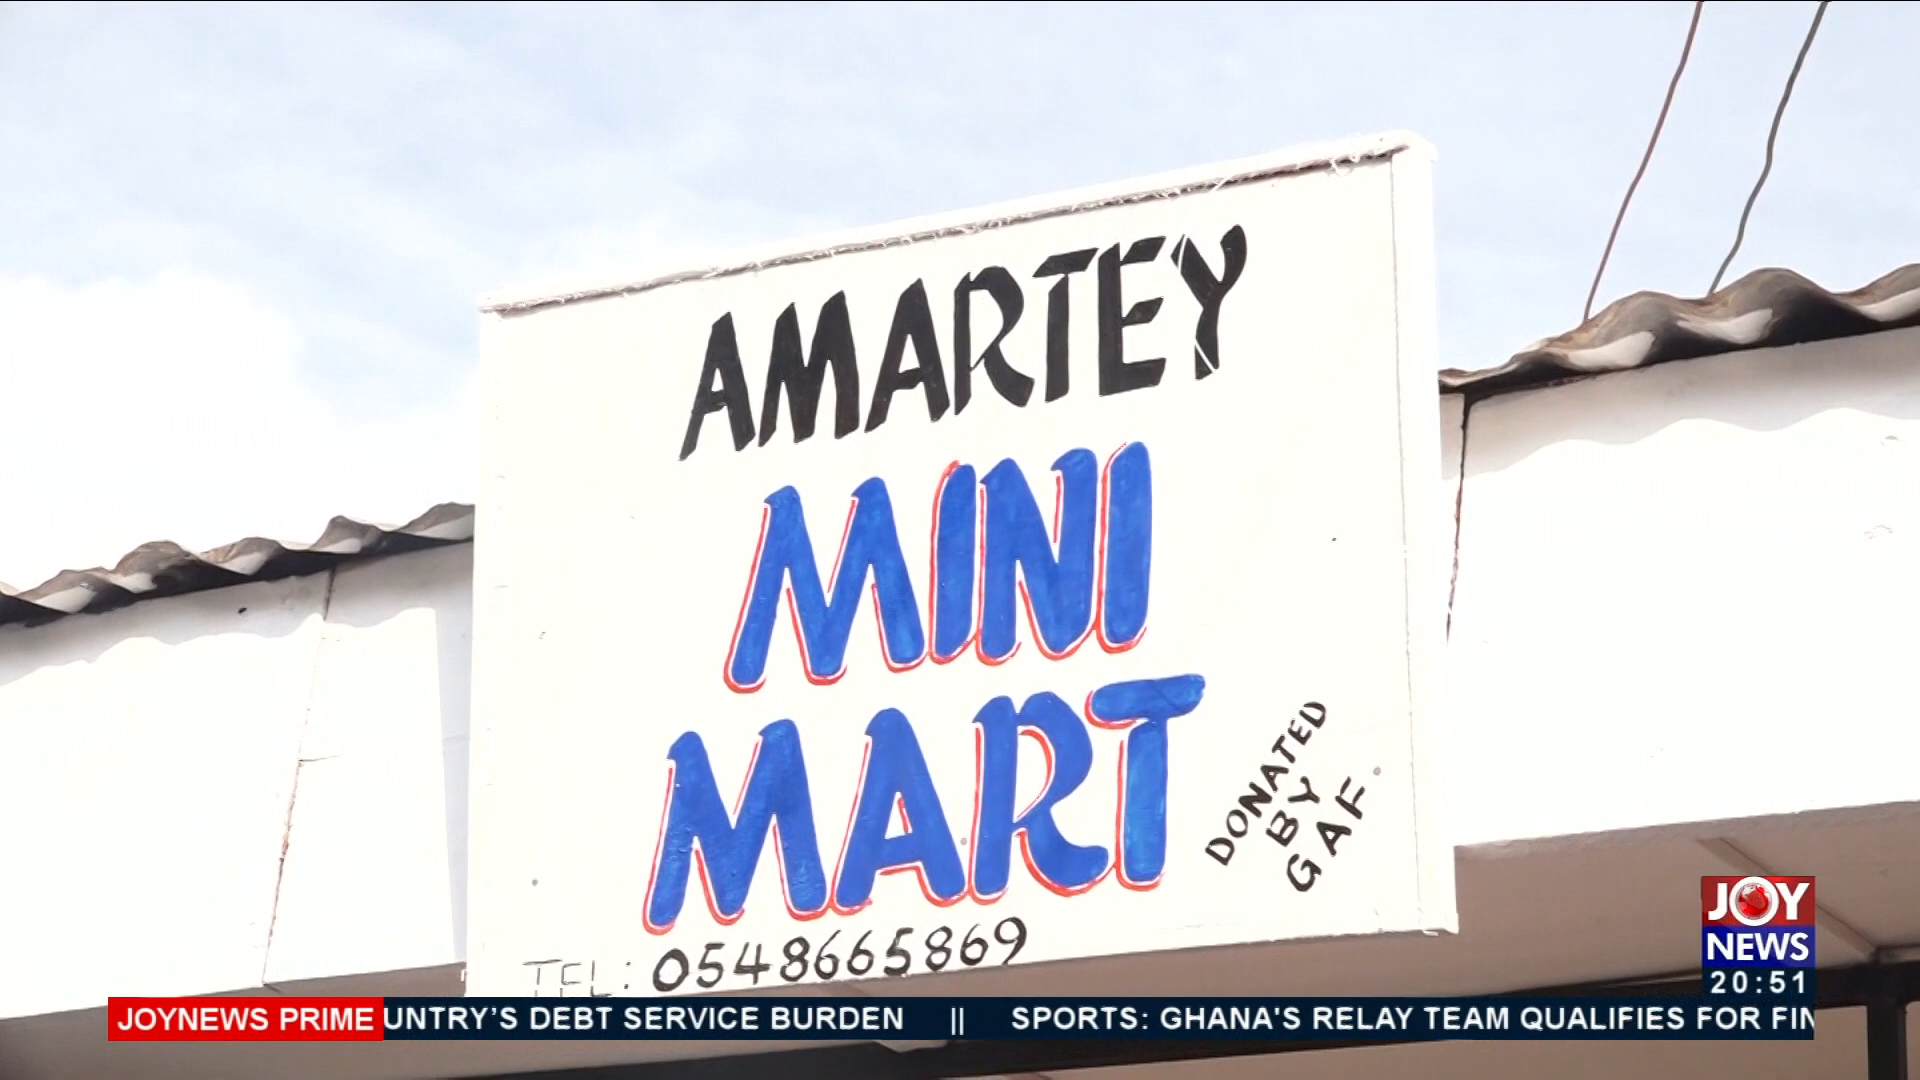 AMARTEY
MINI
MART
DONATED
BY
GAF
TEL: 0548665869
JOY
NEWS
20:51
JOYNEWS PRIME
UNTRY'S DEBT SERVICE BURDEN || SPORTS: GHANA'S RELAY TEAM QUALIFIES FOR FIN